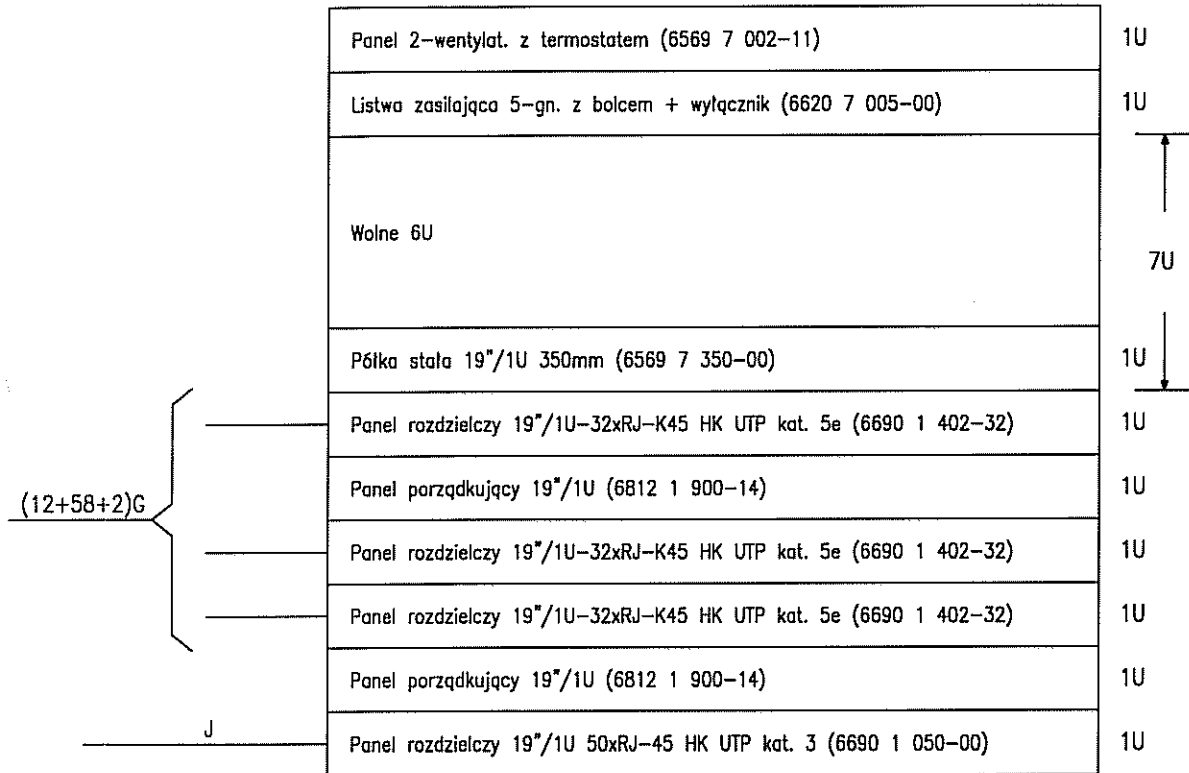 Panel 2-wentylat. z termostatem (6569 7 002-11) 1U
Listwa zasilająca 5-gn. z bolcem + wyłącznik (6620 7 005-00) 1U
Wolne 6U
7U
Półka stała 19"/1U 350mm (6569 7 350-00) 1U
Panel rozdzielczy 19"/1U-32xRJ-K45 HK UTP kat. 5e (6690 1 402-32) 1U
Panel porządkujący 19"/1U (6812 1 900-14) 1U
(12+58+2)G
Panel rozdzielczy 19"/1U-32xRJ-K45 HK UTP kat. 5e (6690 1 402-32) 1U
Panel rozdzielczy 19"/1U-32xRJ-K45 HK UTP kat. 5e (6690 1 402-32) 1U
Panel porządkujący 19"/1U (6812 1 900-14) 1U
J
Panel rozdzielczy 19"/1U 50xRJ-45 HK UTP kat. 3 (6690 1 050-00) 1U